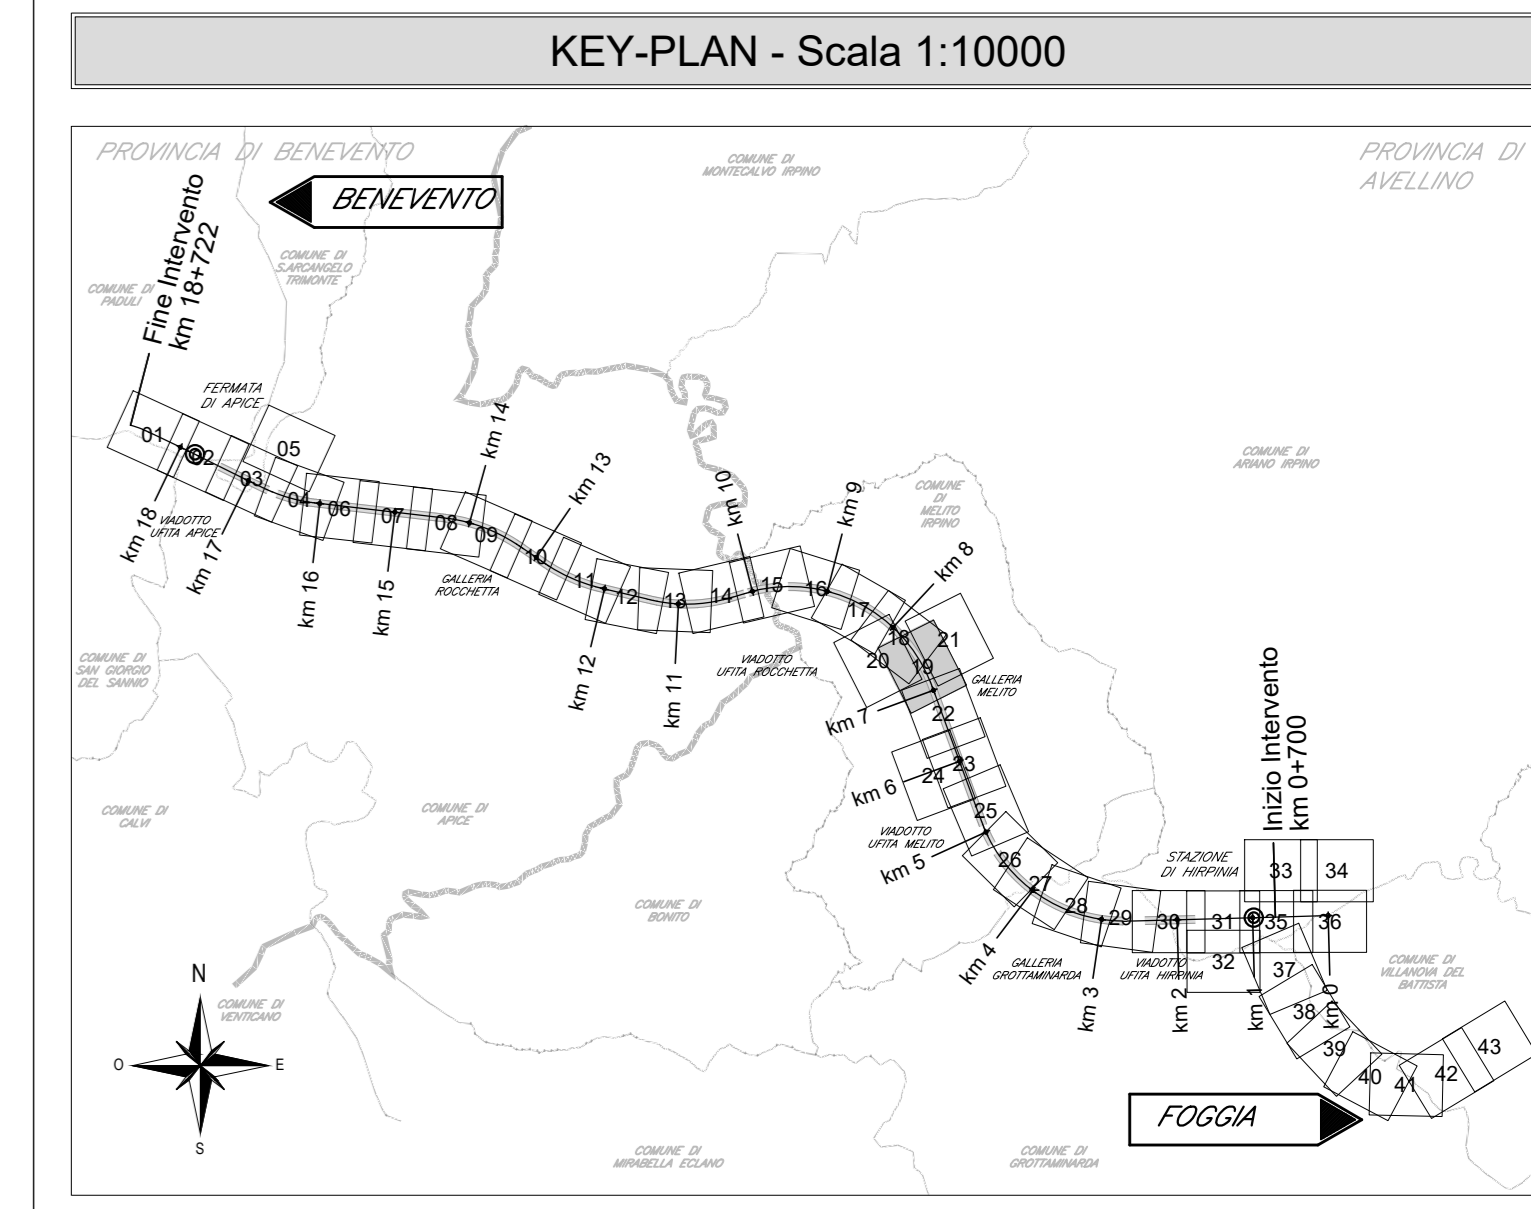 KEY-PLAN - Scala 1:10000
PROVINCIA DI BENEVENTO
COMUNE DI
MONTECALVO IRPINO
PROVINCIA DI
AVELLINO
BENEVENTO
Fine Intervento
km 18+722
COMUNE DI
S.ARCANGELO
TRIMONTE
COMUNE DI
PADULI
FERMATA
DI APICE
km 14
km 13
COMUNE DI
ARIANO IRPINO
01
02
03
04
05
06
07
08
09
10
11
12
13
14
15
16
17
18
19
20
21
22
23
24
25
26
27
28
29
30
31
32
33
34
35
36
37
38
39
40
41
42
43
km 10
km 9
COMUNE
DI
MELITO
IRPINO
km 8
km 18
VIADOTTO
UFITA APICE
km 17
km 16
km 15
GALLERIA
ROCCHETTA
km 12
km 11
VIADOTTO
UFITA ROCCHETTA
COMUNE DI
SAN GIORGIO
DEL SANNIO
GALLERIA
MELITO
km 7
Inizio Intervento
km 0+700
km 6
COMUNE DI
CALVI
COMUNE DI
APICE
VIADOTTO
UFITA MELITO
km 5
STAZIONE
DI HIRPINIA
COMUNE DI
BONITO
km 4
GALLERIA
GROTTAMINARDA
VIADOTTO
UFITA HIRPINIA
km 3
km 2
km 1
km 0
COMUNE DI
VILLANOVA DEL
BATTISTA
COMUNE DI
VENTICANO
N
O
E
S
FOGGIA
COMUNE DI
MIRABELLA ECLANO
COMUNE DI
GROTTAMINARDA